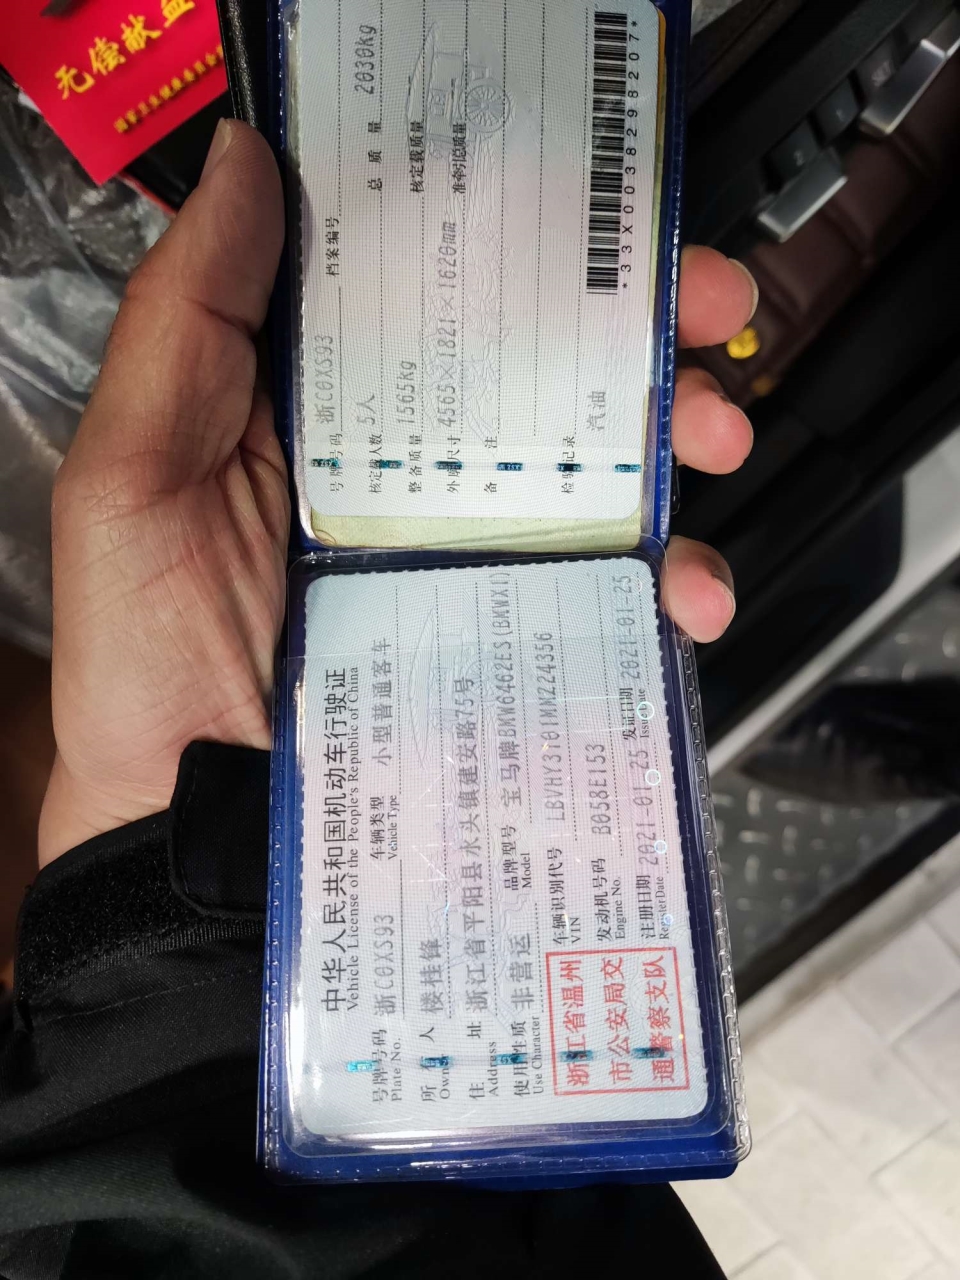 中华人民共和国机动车行驶证
Vehicle License of the People's Republic of China
号牌号码 浙C0XS93 车辆类型 小型普通客车
Plate No. Vehicle Type
所有人 楼桂锋
Owner
住址 浙江省平阳县水头镇建安路75号
Address
使用性质 非营运 品牌型号 宝马牌BMW6462ES(BMWX1)
Use Character Model
浙江省温州
市公安局交
通警察支队
车辆识别代号 LBVHY3101MMZ24356
VIN
发动机号码 B058E153
Engine No.
注册日期 2021-01-25 发证日期 2021-01-25
Register Date Issue Date
号牌号码 浙C0XS93 档案编号
核定载人数 5人 总质量 2030kg
整备质量 1565kg 核定载质量
外廓尺寸 4565×1821×1620mm 准牵引总质量
备注
检验记录
汽油
*33X0038298207*
无偿献血